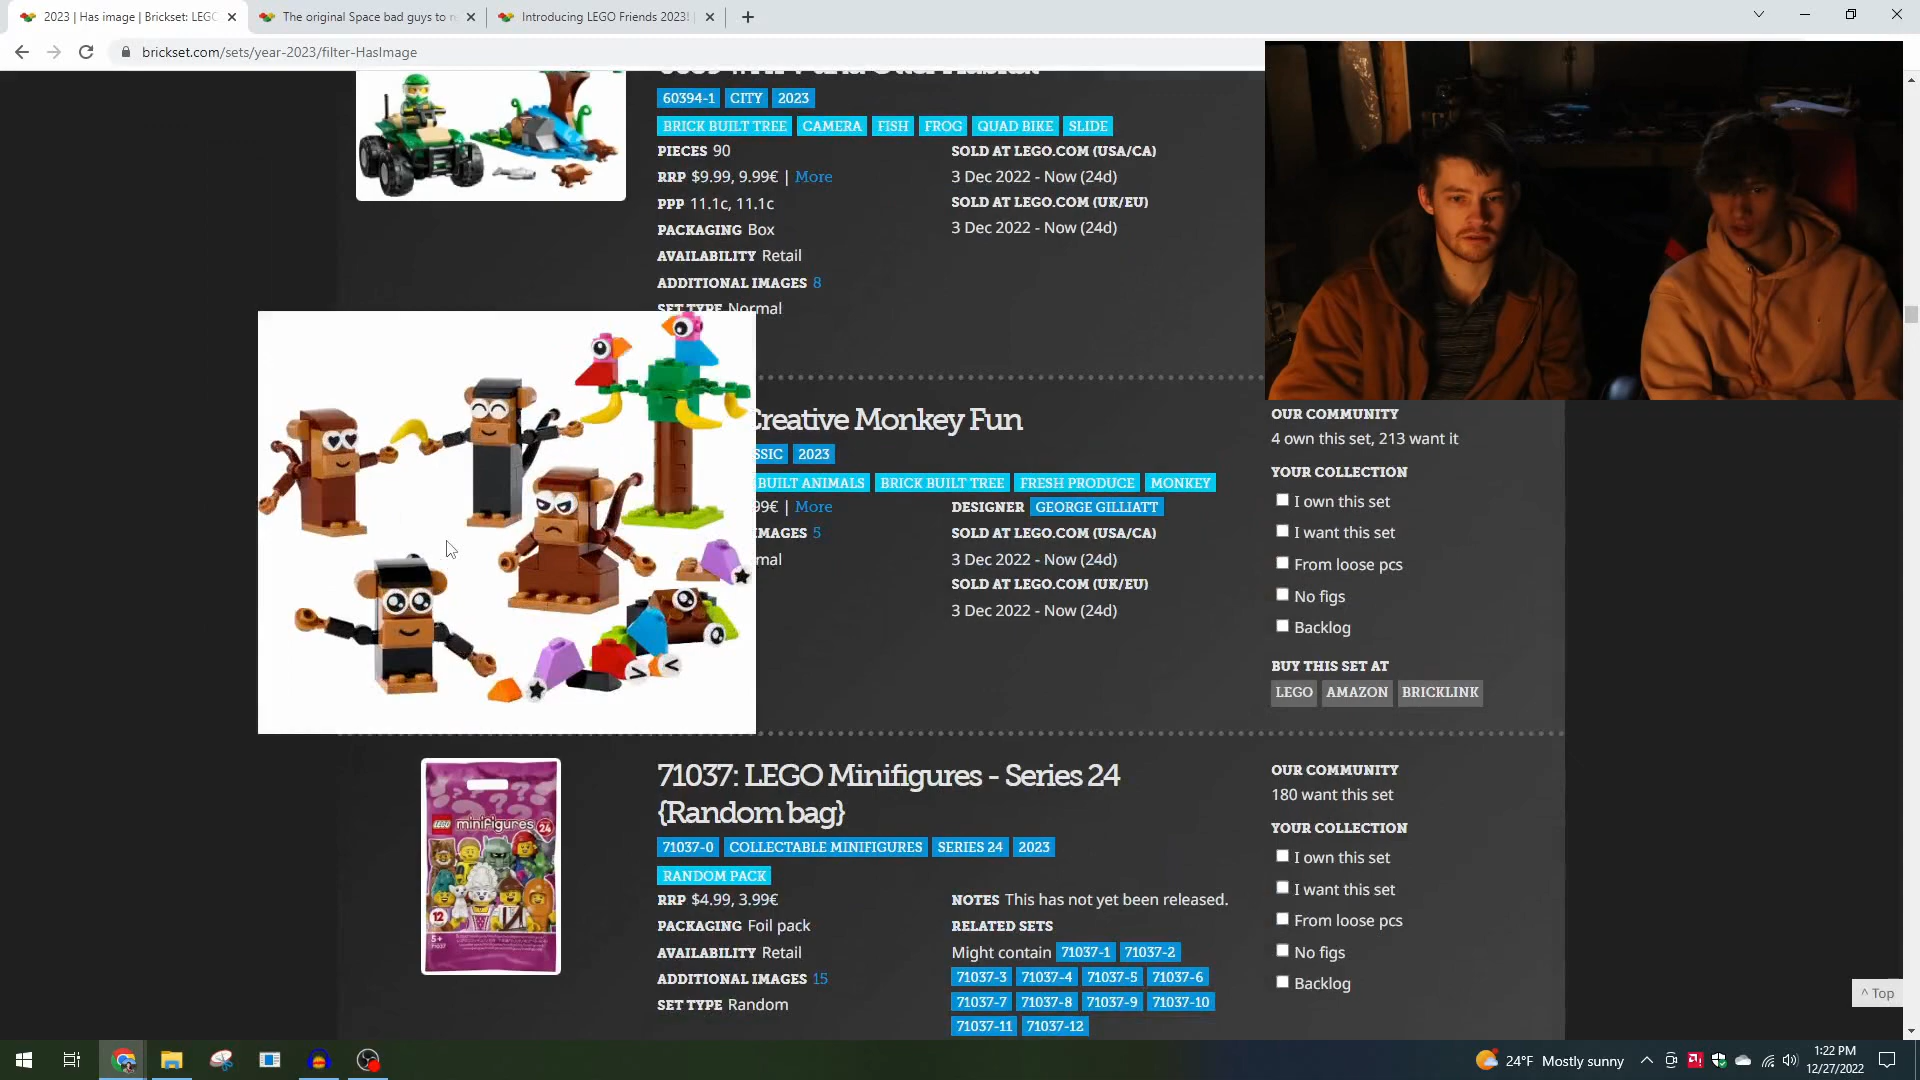 2023 | Has image | Brickset: LEGO
The original Space bad guys to r
Introducing LEGO Friends 2023! |
brickset.com/sets/year-2023/filter-HasImage
60394-1 CITY 2023
BRICK BUILT TREE CAMERA FISH FROG QUAD BIKE SLIDE
PIECES 90
RRP $9.99, 9.99€ | More
PPP 11.1c, 11.1c
PACKAGING Box
AVAILABILITY Retail
ADDITIONAL IMAGES 8
SET TYPE Normal
SOLD AT LEGO.COM (USA/CA)
3 Dec 2022 - Now (24d)
SOLD AT LEGO.COM (UK/EU)
3 Dec 2022 - Now (24d)
Creative Monkey Fun
SSIC 2023
BUILT ANIMALS BRICK BUILT TREE FRESH PRODUCE MONKEY
99€ | More
IMAGES 5
mal
DESIGNER GEORGE GILLIATT
SOLD AT LEGO.COM (USA/CA)
3 Dec 2022 - Now (24d)
SOLD AT LEGO.COM (UK/EU)
3 Dec 2022 - Now (24d)
OUR COMMUNITY
4 own this set, 213 want it
YOUR COLLECTION
I own this set
I want this set
From loose pcs
No figs
Backlog
BUY THIS SET AT
LEGO AMAZON BRICKLINK
LEGO minifigures 24
12
5+
71037
71037: LEGO Minifigures - Series 24
{Random bag}
71037-0 COLLECTABLE MINIFIGURES SERIES 24 2023
RANDOM PACK
RRP $4.99, 3.99€
PACKAGING Foil pack
AVAILABILITY Retail
ADDITIONAL IMAGES 15
SET TYPE Random
NOTES This has not yet been released.
RELATED SETS
Might contain 71037-1 71037-2
71037-3 71037-4 71037-5 71037-6
71037-7 71037-8 71037-9 71037-10
71037-11 71037-12
OUR COMMUNITY
180 want this set
YOUR COLLECTION
I own this set
I want this set
From loose pcs
No figs
Backlog
^ Top
24°F Mostly sunny
1:22 PM
12/27/2022